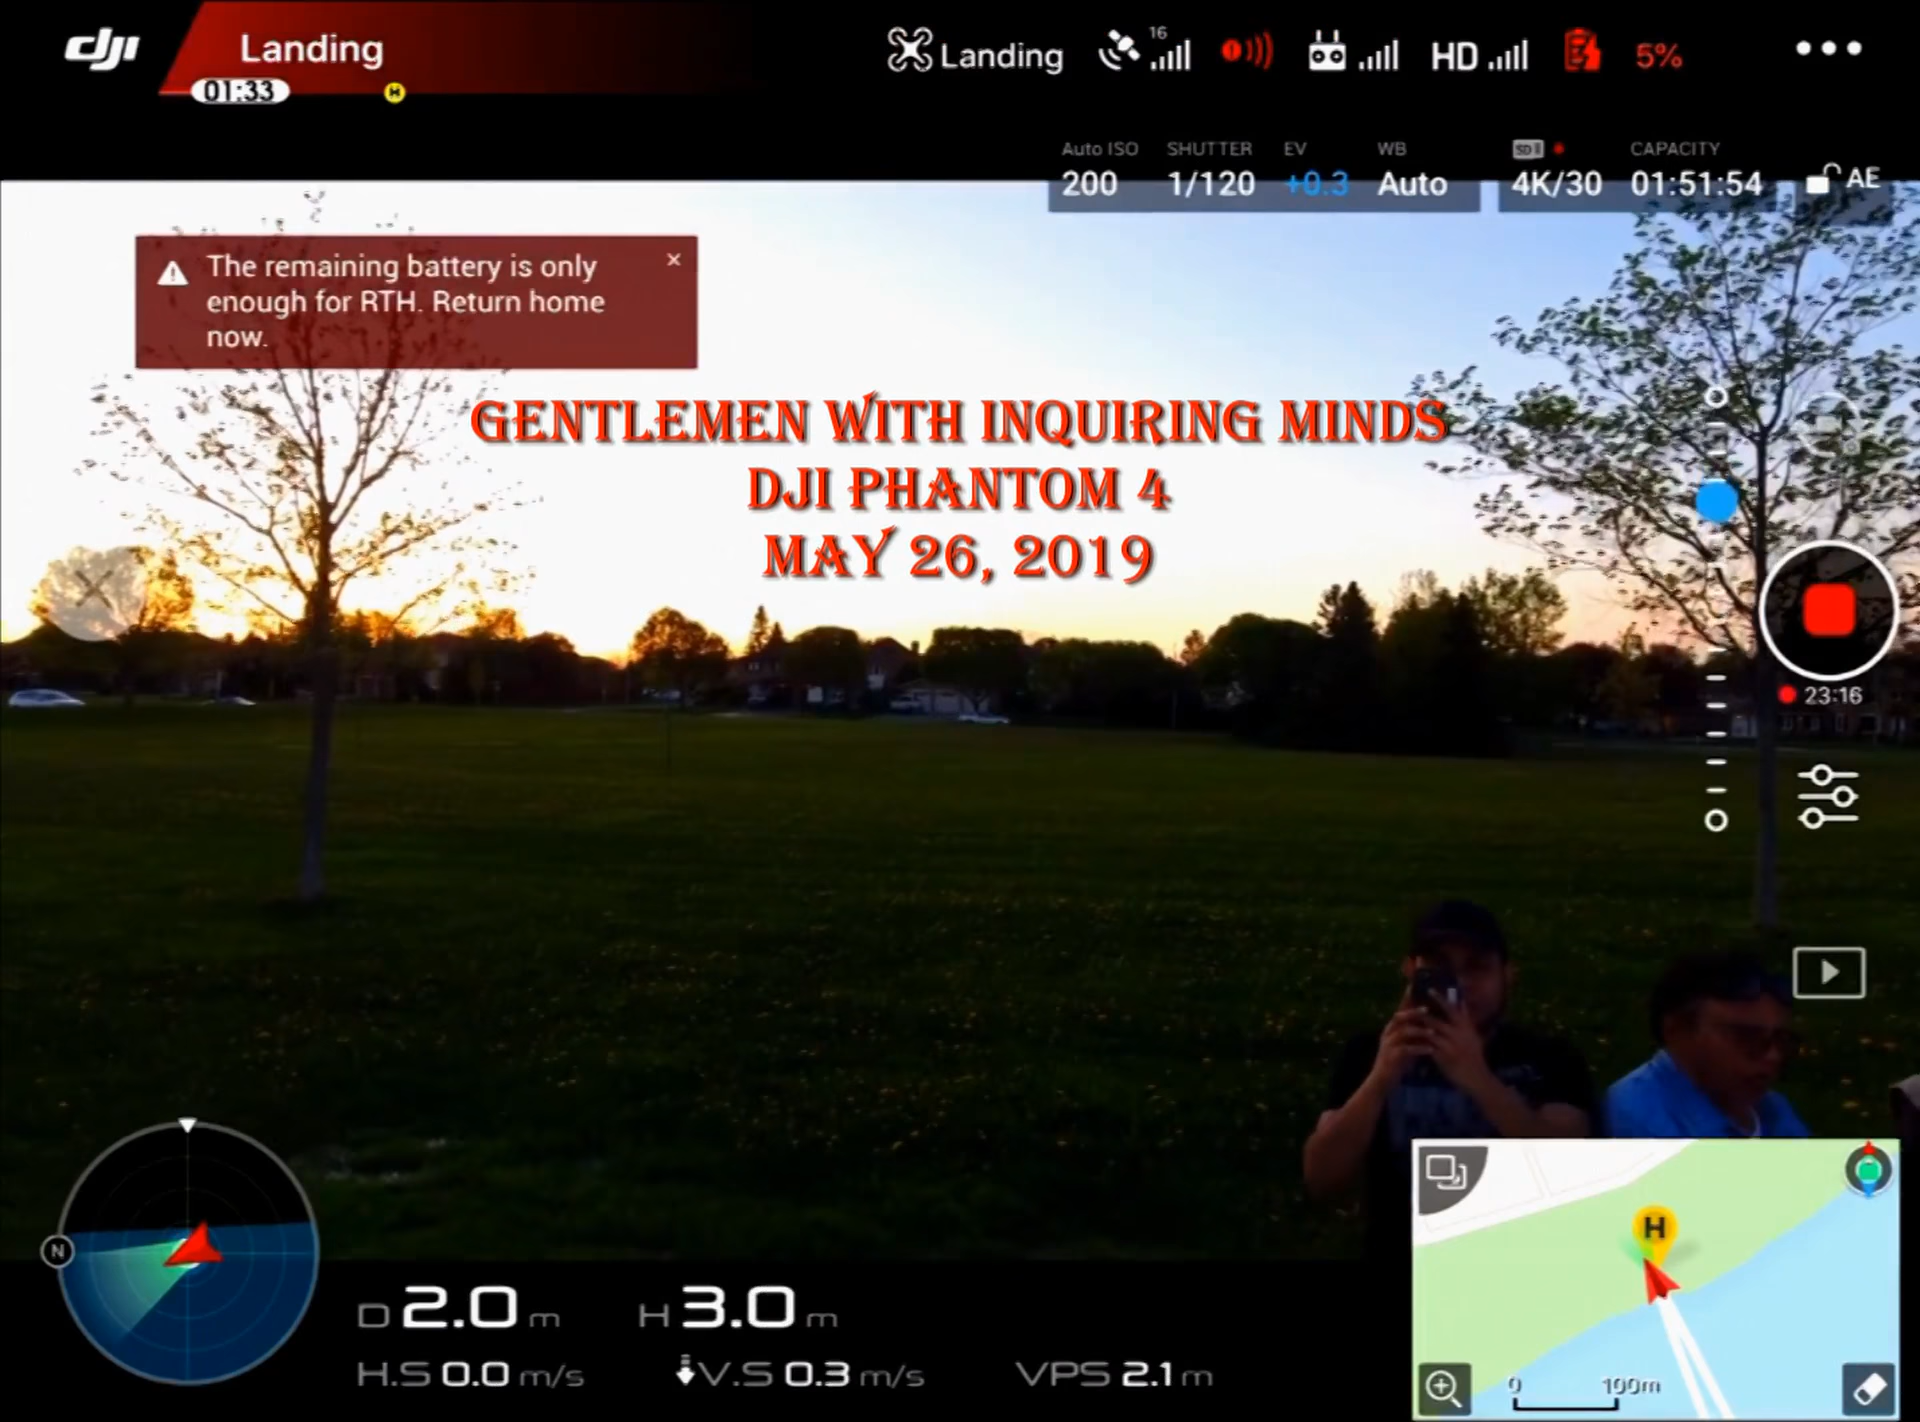 dji
Landing
01:33
H
Landing
16
HD
5%
Auto ISO
200
SHUTTER
1/120
EV
+0.3
WB
Auto
SD
4K/30
CAPACITY
01:51:54
AE
The remaining battery is only
enough for RTH. Return home
now.
GENTLEMEN WITH INQUIRING MINDS
DJI PHANTOM 4
MAY 26, 2019
23:16
N
D 2.0 m
H 3.0 m
H.S 0.0 m/s
V.S 0.3 m/s
VPS 2.1 m
H
0 100m